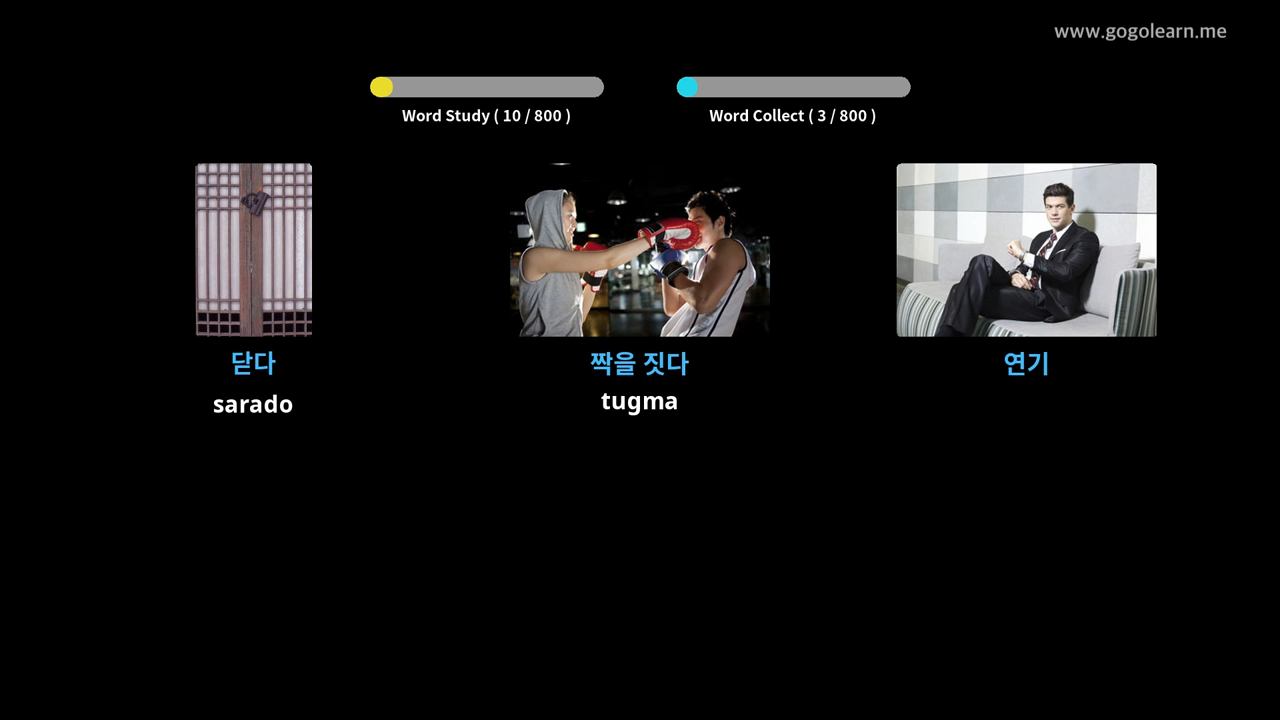 www.gogolearn.me
Word Study ( 10 / 800 )
Word Collect ( 3 / 800 )
닫다
짝을 짓다
연기
sarado
tugma